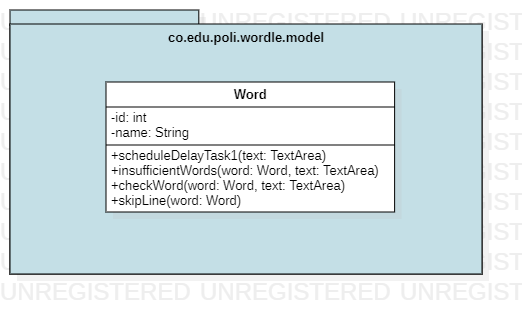 co.edu.poli.wordle.model
Word
-id: int
-name: String
+scheduleDelayTask1(text: TextArea)
+insufficientWords(word: Word, text: TextArea)
+checkWord(word: Word, text: TextArea)
+skipLine(word: Word)
UNREGISTERED UNREGISTERED UNREGISTERED